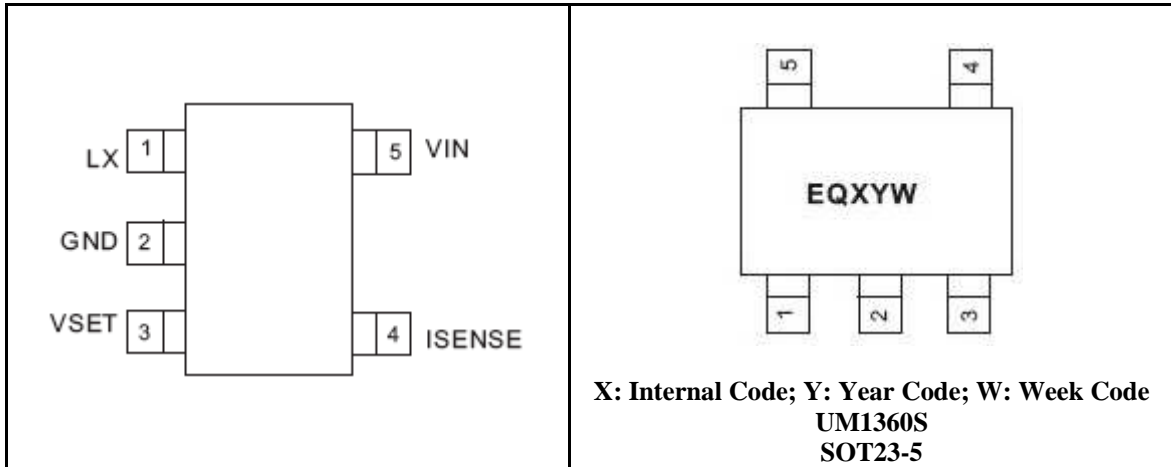 LX 1 5 VIN
GND 2
VSET 3 4 ISENSE
5 4
EQXYW
1 2 3
X: Internal Code; Y: Year Code; W: Week Code
UM1360S
SOT23-5